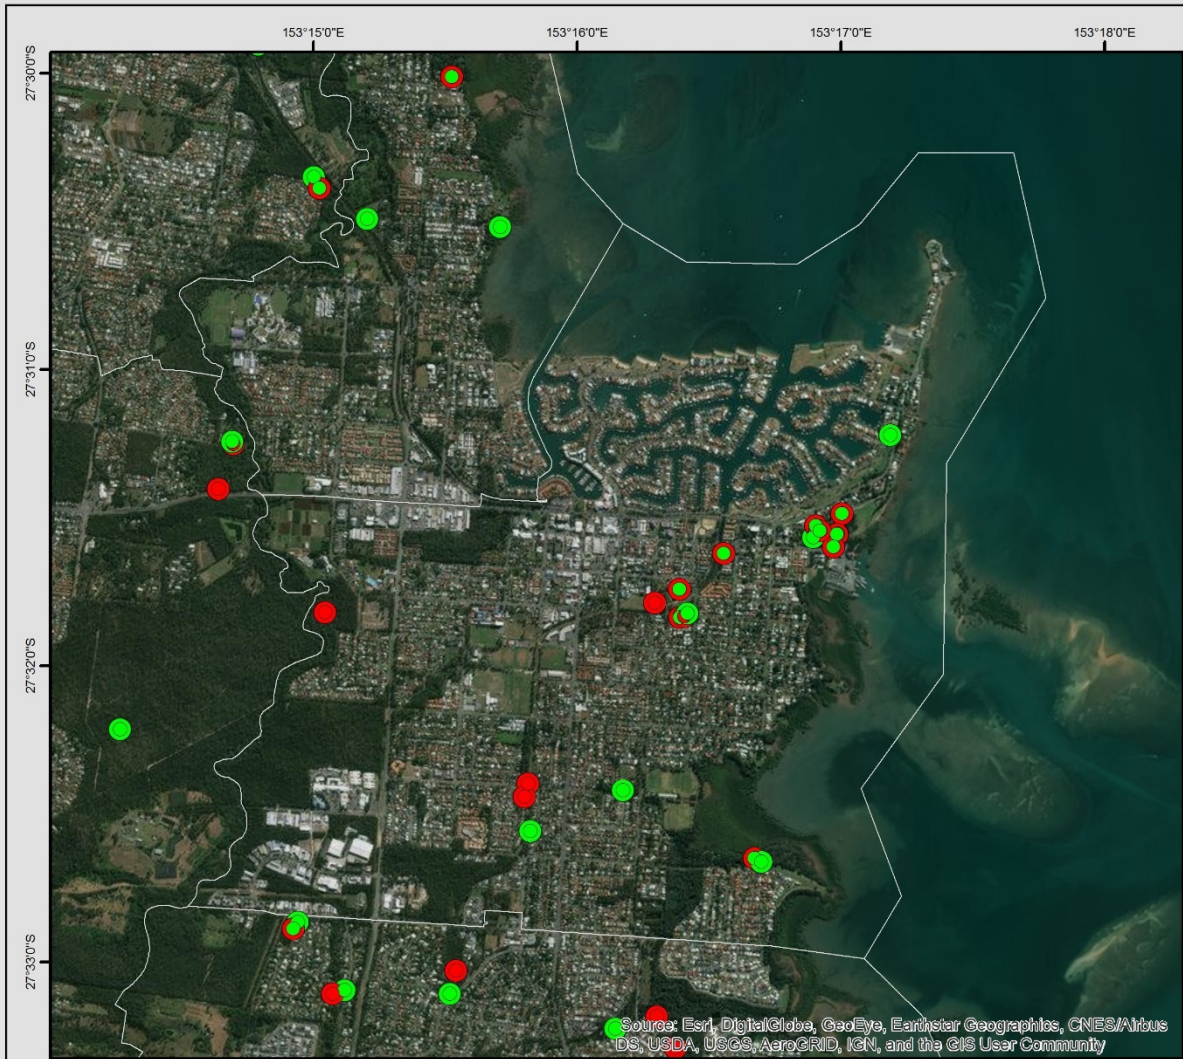 153°15'0"E
153°16'0"E
153°17'0"E
153°18'0"E
27°30'0"S
27°31'0"S
27°32'0"S
27°33'0"S
Source: Esri, DigitalGlobe, GeoEye, Earthstar Geographics, CNES/Airbus
DS, USDA, USGS, AeroGRID, IGN, and the GIS User Community